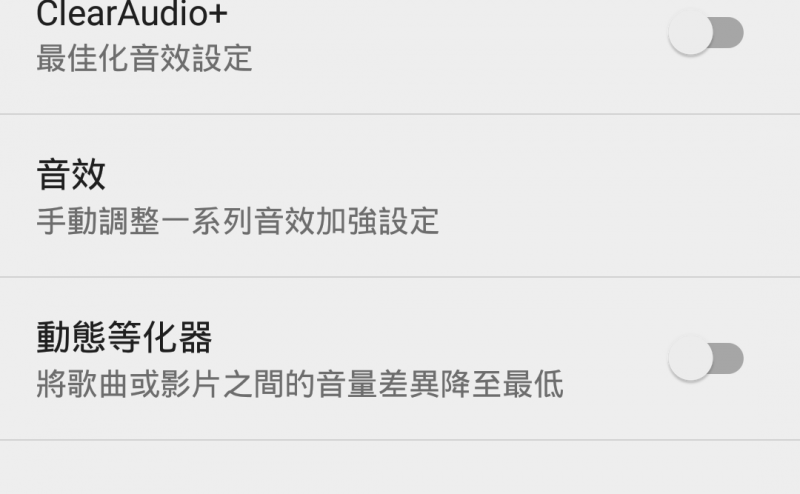 ClearAudio+
最佳化音效設定
音效
手動調整一系列音效加強設定
動態等化器
將歌曲或影片之間的音量差異降至最低